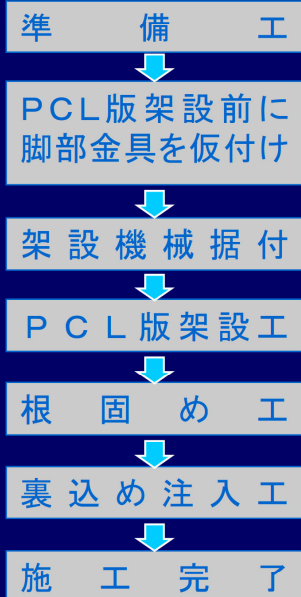 準備工
PCL版架設前に
脚部金具を仮付け
架設機械据付
PCL版架設工
根固め工
裏込め注入工
施工完了